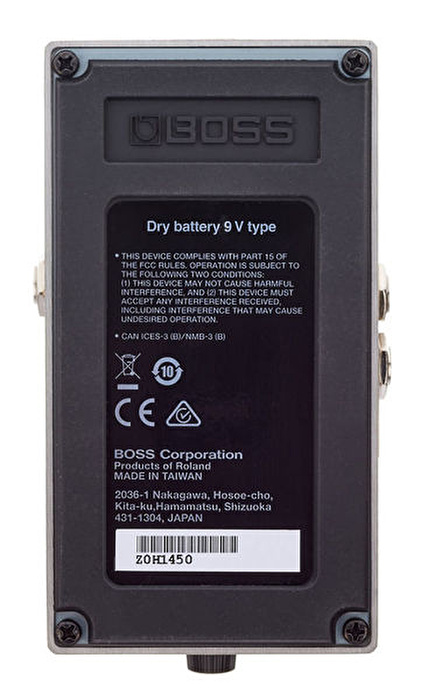 BOSS
Dry battery 9 V type
• THIS DEVICE COMPLIES WITH PART 15 OF
THE FCC RULES. OPERATION IS SUBJECT TO
THE FOLLOWING TWO CONDITIONS:
(1) THIS DEVICE MAY NOT CAUSE HARMFUL
INTERFERENCE, AND (2) THIS DEVICE MUST
ACCEPT ANY INTERFERENCE RECEIVED,
INCLUDING INTERFERENCE THAT MAY CAUSE
UNDESIRED OPERATION.
• CAN ICES-3 (B)/NMB-3 (B)
10
CE
BOSS Corporation
Products of Roland
MADE IN TAIWAN
2036-1 Nakagawa, Hosoe-cho,
Kita-ku,Hamamatsu, Shizuoka
431-1304, JAPAN
Z0H1450